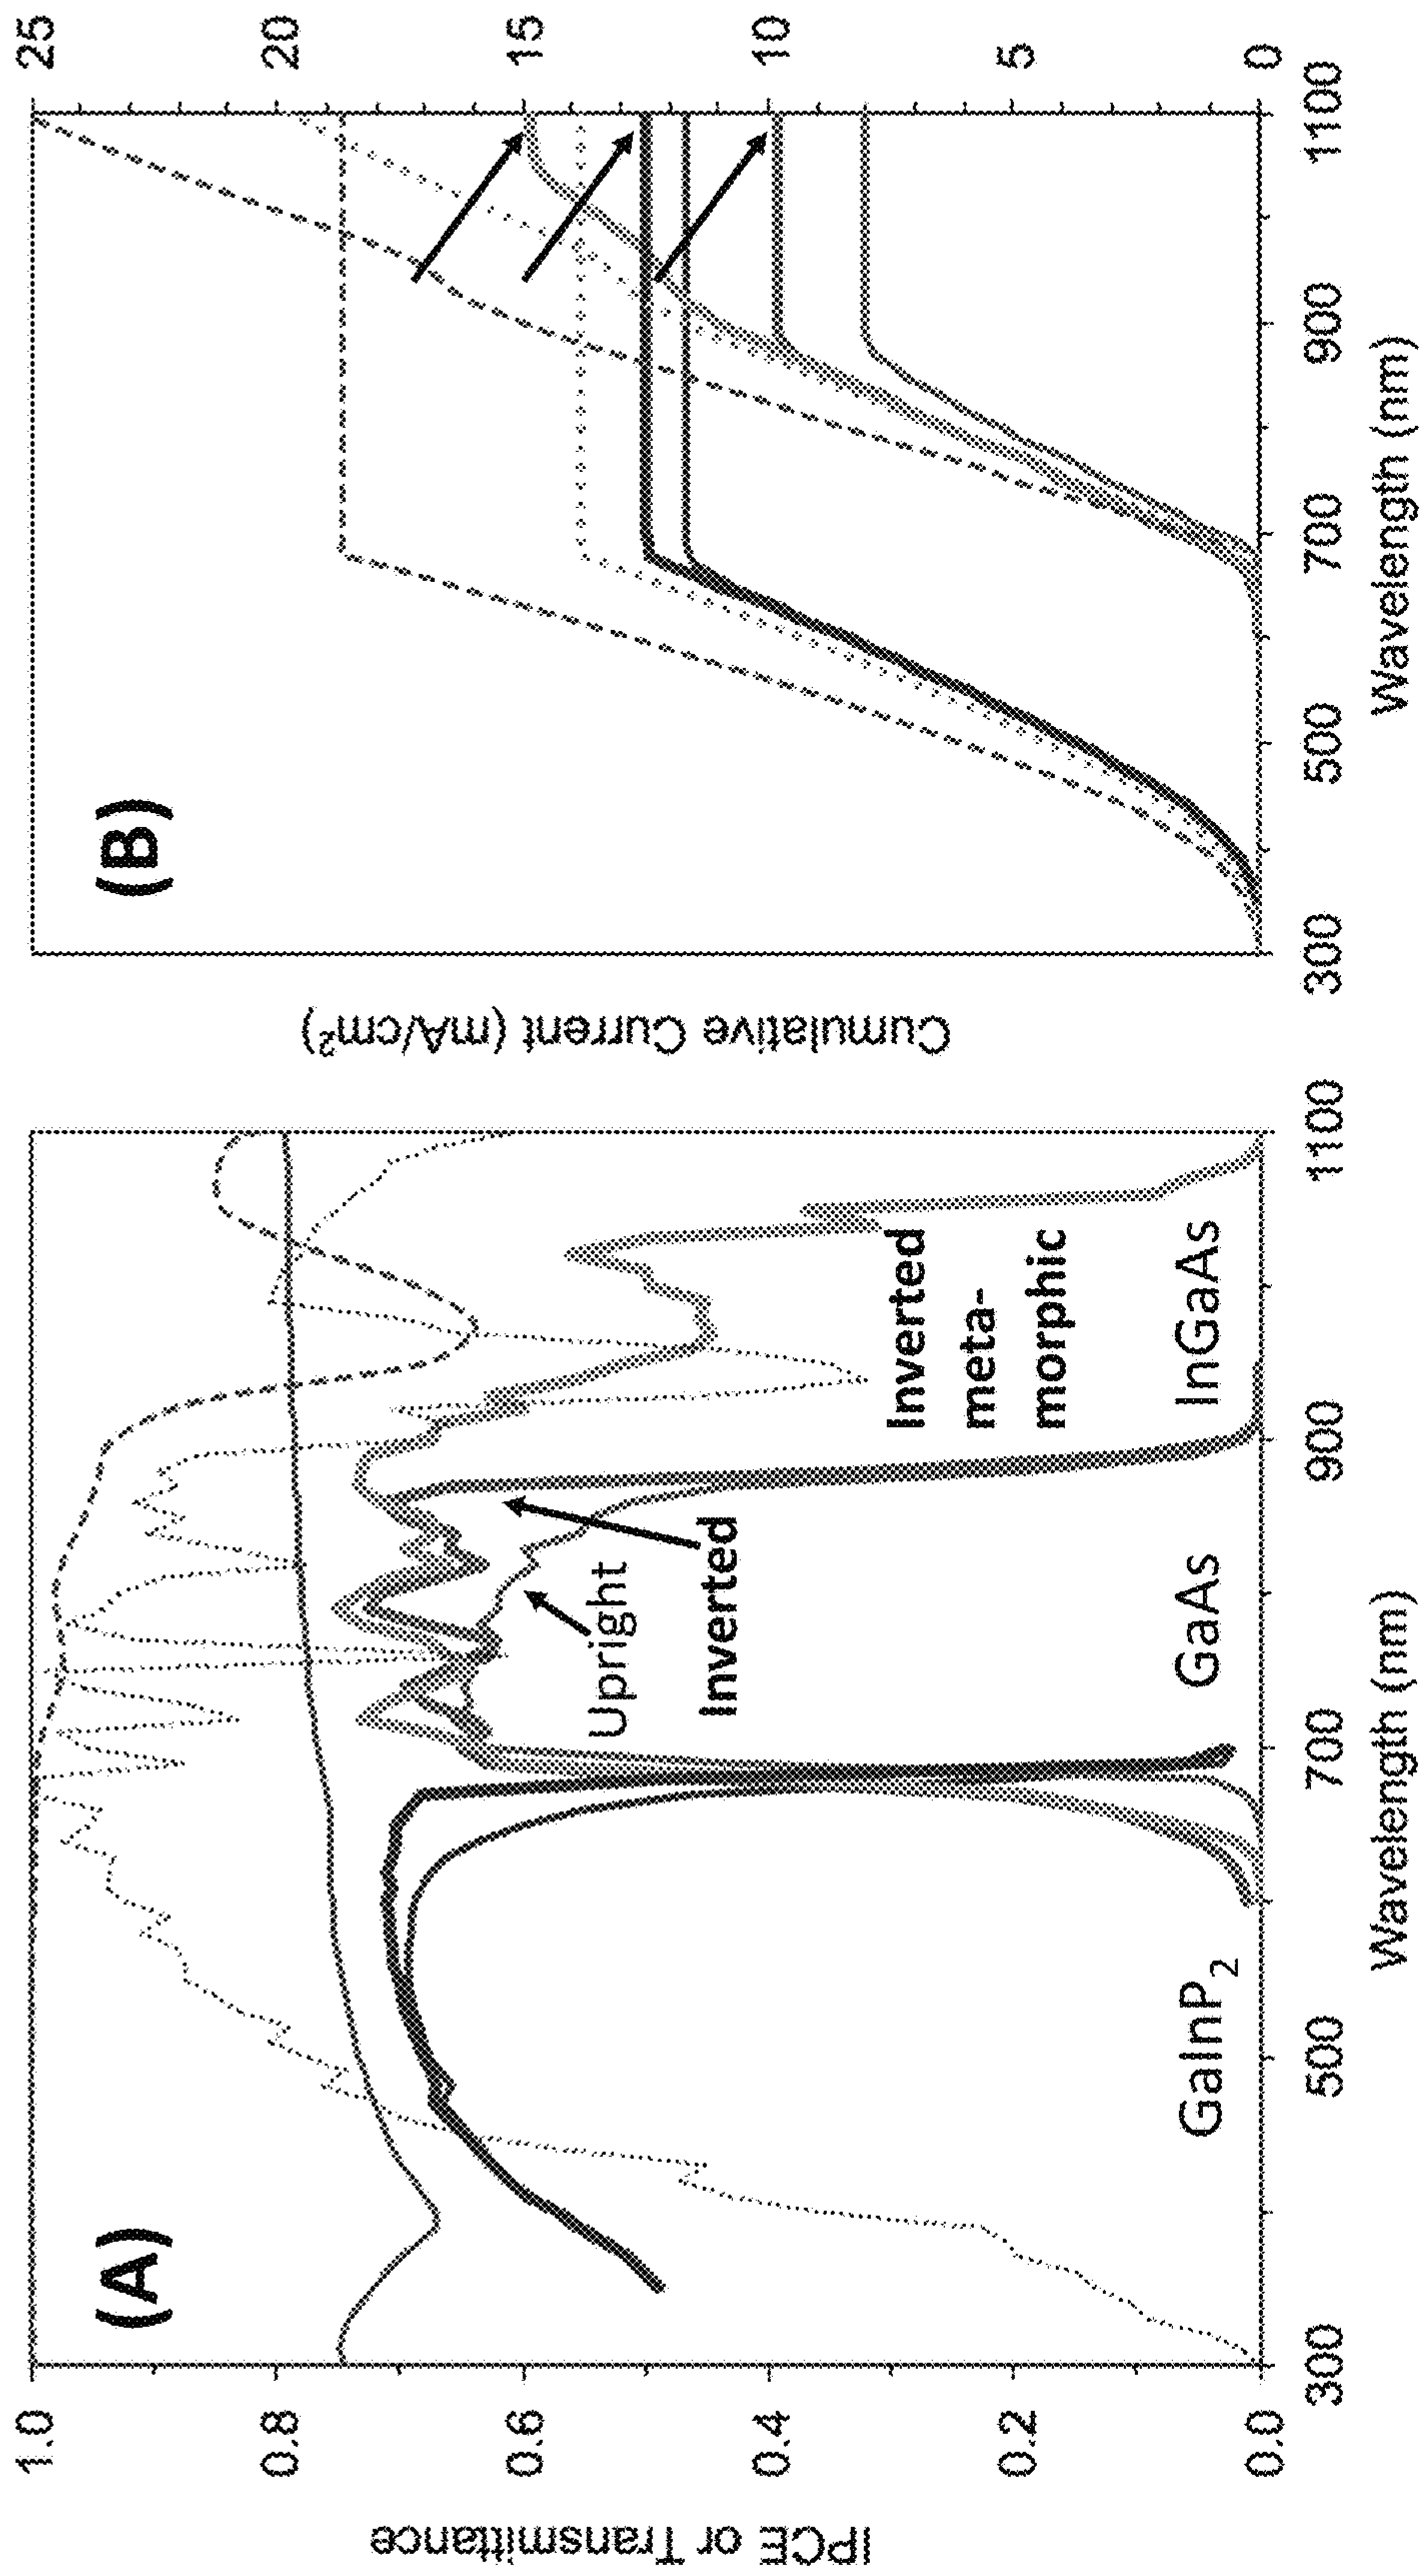 (A)
IPCE or Transmittance
1.0
0.8
0.6
0.4
0.2
0.0
Upright
Inverted
Inverted
meta-
morphic
GaInP2
GaAs
InGaAs
300
500
700
900
1100
Wavelength (nm)
(B)
Cumulative Current (mA/cm²)
25
20
15
10
5
0
300
500
700
900
1100
Wavelength (nm)